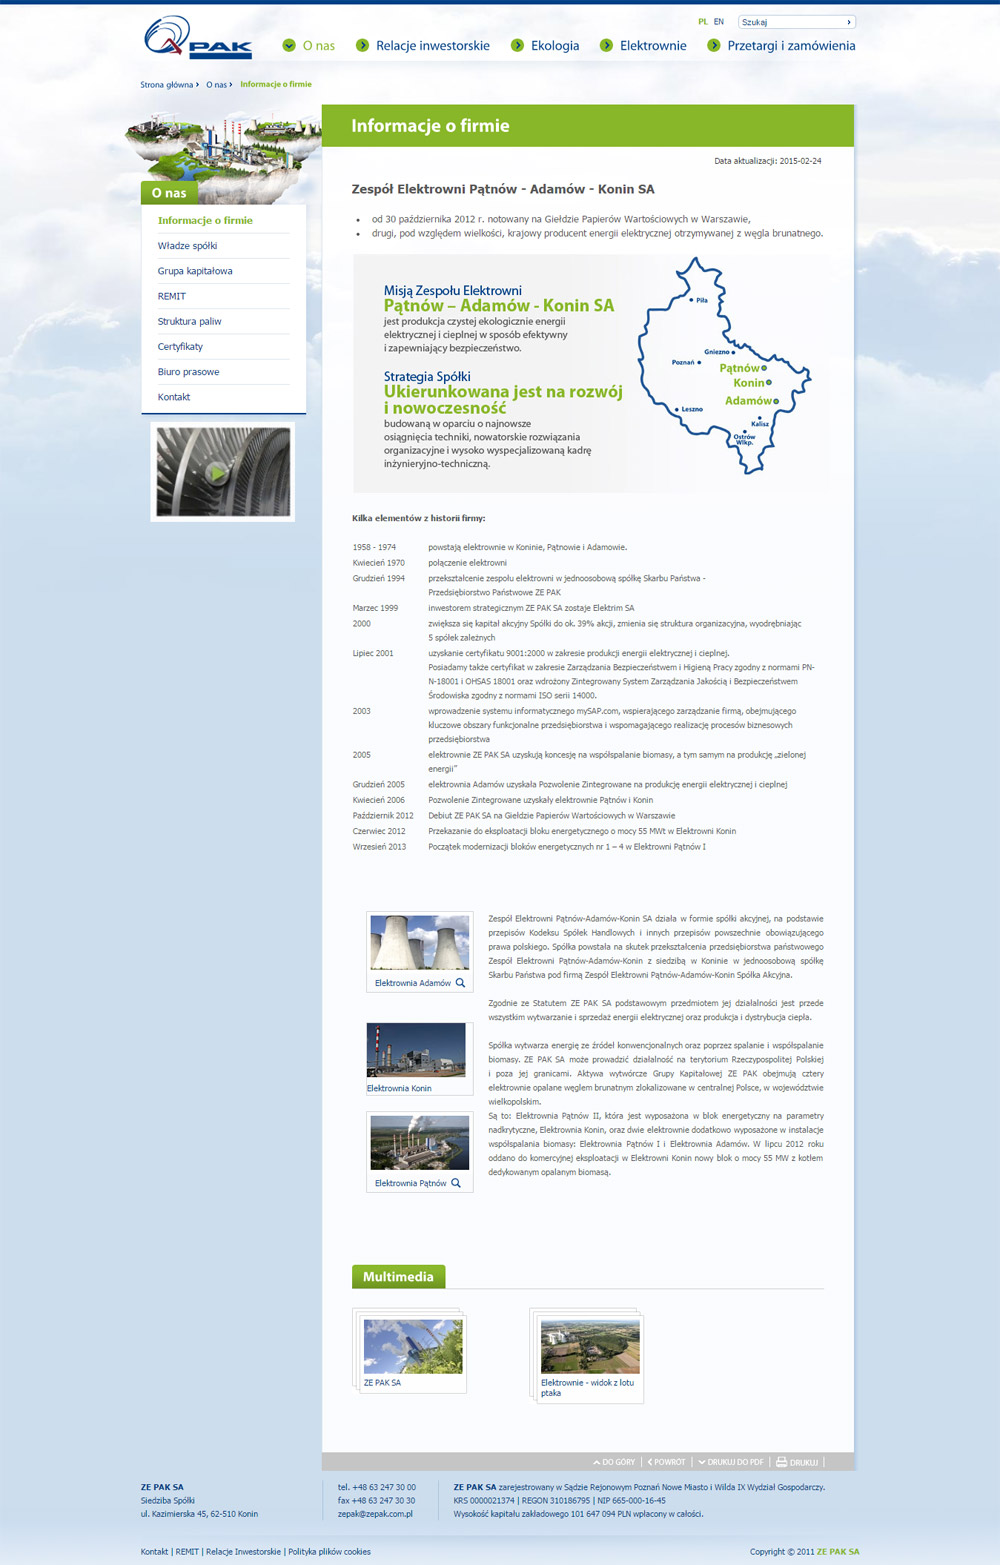 PL EN Szukaj
PAK
O nas Relacje inwestorskie Ekologia Elektrownie Przetargi i zamówienia
Strona główna O nas Informacje o firmie
Informacje o firmie
Data aktualizacji: 2015-02-24
O nas
Informacje o firmie
Władze spółki
Grupa kapitałowa
REMIT
Struktura paliw
Certyfikaty
Biuro prasowe
Kontakt
Zespół Elektrowni Pątnów - Adamów - Konin SA
• od 30 października 2012 r. notowany na Giełdzie Papierów Wartościowych w Warszawie,
• drugi, pod względem wielkości, krajowy producent energii elektrycznej otrzymywanej z węgla brunatnego.
Misją Zespołu Elektrowni
Pątnów – Adamów - Konin SA
jest produkcja czystej ekologicznie energii
elektrycznej i cieplnej w sposób efektywny
i zapewniający bezpieczeństwo.
Strategia Spółki
Ukierunkowana jest na rozwój
i nowoczesność
budowaną w oparciu o najnowsze
osiągnięcia techniki, nowatorskie rozwiązania
organizacyjne i wysoko wyspecjalizowaną kadrę
inżynieryjno-techniczną.
Piła
Gniezno
Poznań
Pątnów
Konin
Adamów
Leszno
Kalisz
Ostrów
Wlkp.
Kilka elementów z historii firmy:
1958 - 1974 powstają elektrownie w Koninie, Pątnowie i Adamowie.
Kwiecień 1970 połączenie elektrowni
Grudzień 1994 przekształcenie zespołu elektrowni w jednoosobową spółkę Skarbu Państwa -
Przedsiębiorstwo Państwowe ZE PAK
Marzec 1999 inwestorem strategicznym ZE PAK SA zostaje Elektrim SA
2000 zwiększa się kapitał akcyjny Spółki do ok. 39% akcji, zmienia się struktura organizacyjna, wyodrębniając
5 spółek zależnych
Lipiec 2001 uzyskanie certyfikatu 9001:2000 w zakresie produkcji energii elektrycznej i cieplnej.
Posiadamy także certyfikat w zakresie Zarządzania Bezpieczeństwem i Higieną Pracy zgodny z normami PN-
N-18001 i OHSAS 18001 oraz wdrożony Zintegrowany System Zarządzania Jakością i Bezpieczeństwem
Środowiska zgodny z normami ISO serii 14000.
2003 wprowadzenie systemu informatycznego mySAP.com, wspierającego zarządzanie firmą, obejmującego
kluczowe obszary funkcjonalne przedsiębiorstwa i wspomagającego realizację procesów biznesowych
przedsiębiorstwa
2005 elektrownie ZE PAK SA uzyskują koncesję na współspalanie biomasy, a tym samym na produkcję „zielonej
energii”
Grudzień 2005 elektrownia Adamów uzyskała Pozwolenie Zintegrowane na produkcję energii elektrycznej i cieplnej
Kwiecień 2006 Pozwolenie Zintegrowane uzyskały elektrownie Pątnów i Konin
Październik 2012 Debiut ZE PAK SA na Giełdzie Papierów Wartościowych w Warszawie
Czerwiec 2012 Przekazanie do eksploatacji bloku energetycznego o mocy 55 MWt w Elektrowni Konin
Wrzesień 2013 Początek modernizacji bloków energetycznych nr 1 – 4 w Elektrowni Pątnów I
Elektrownia Adamów
Elektrownia Konin
Elektrownia Pątnów
Zespół Elektrowni Pątnów-Adamów-Konin SA działa w formie spółki akcyjnej, na podstawie
przepisów Kodeksu Spółek Handlowych i innych przepisów powszechnie obowiązującego
prawa polskiego. Spółka powstała na skutek przekształcenia przedsiębiorstwa państwowego
Zespół Elektrowni Pątnów-Adamów-Konin z siedzibą w Koninie w jednoosobową spółkę
Skarbu Państwa pod firmą Zespół Elektrowni Pątnów-Adamów-Konin Spółka Akcyjna.
Zgodnie ze Statutem ZE PAK SA podstawowym przedmiotem jej działalności jest przede
wszystkim wytwarzanie i sprzedaż energii elektrycznej oraz produkcja i dystrybucja ciepła.
Spółka wytwarza energię ze źródeł konwencjonalnych oraz poprzez spalanie i współspalanie
biomasy. ZE PAK SA może prowadzić działalność na terytorium Rzeczypospolitej Polskiej
i poza jej granicami. Aktywa wytwórcze Grupy Kapitałowej ZE PAK obejmują cztery
elektrownie opalane węglem brunatnym zlokalizowane w centralnej Polsce, w województwie
wielkopolskim.
Są to: Elektrownia Pątnów II, która jest wyposażona w blok energetyczny na parametry
nadkrytyczne, Elektrownia Konin, oraz dwie elektrownie dodatkowo wyposażone w instalacje
współspalania biomasy: Elektrownia Pątnów I i Elektrownia Adamów. W lipcu 2012 roku
oddano do komercyjnej eksploatacji w Elektrowni Konin nowy blok o mocy 55 MW z kotłem
dedykowanym opalanym biomasą.
Multimedia
ZE PAK SA
Elektrownie - widok z lotu
ptaka
DO GÓRY | POWRÓT | DRUKUJ DO PDF | DRUKUJ |
ZE PAK SA
Siedziba Spółki
ul. Kazimierska 45, 62-510 Konin
tel. +48 63 247 30 00
fax +48 63 247 30 30
zepak@zepak.com.pl
ZE PAK SA zarejestrowany w Sądzie Rejonowym Poznań Nowe Miasto i Wilda IX Wydział Gospodarczy.
KRS 0000021374 | REGON 310186795 | NIP 665-000-16-45
Wysokość kapitału zakładowego 101 647 094 PLN wpłacony w całości.
Kontakt | REMIT | Relacje Inwestorskie | Polityka plików cookies
Copyright © 2011 ZE PAK SA